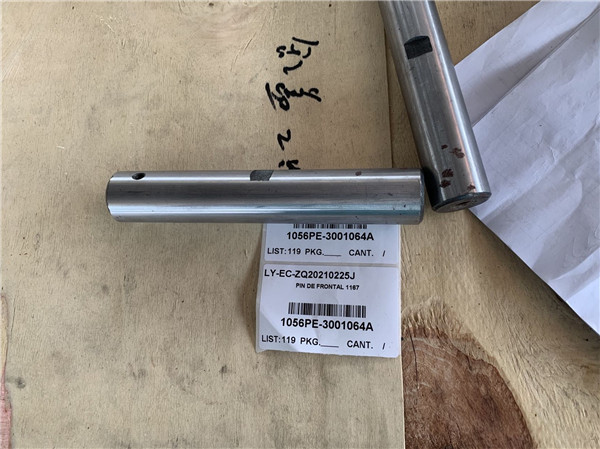 1056PE-3001064A
LIST:119 PKG.____ CANT. /
LY-EC-ZQ20210225J
PIN DE FRONTAL 1167
1056PE-3001064A
LIST:119 PKG.____ CANT. /